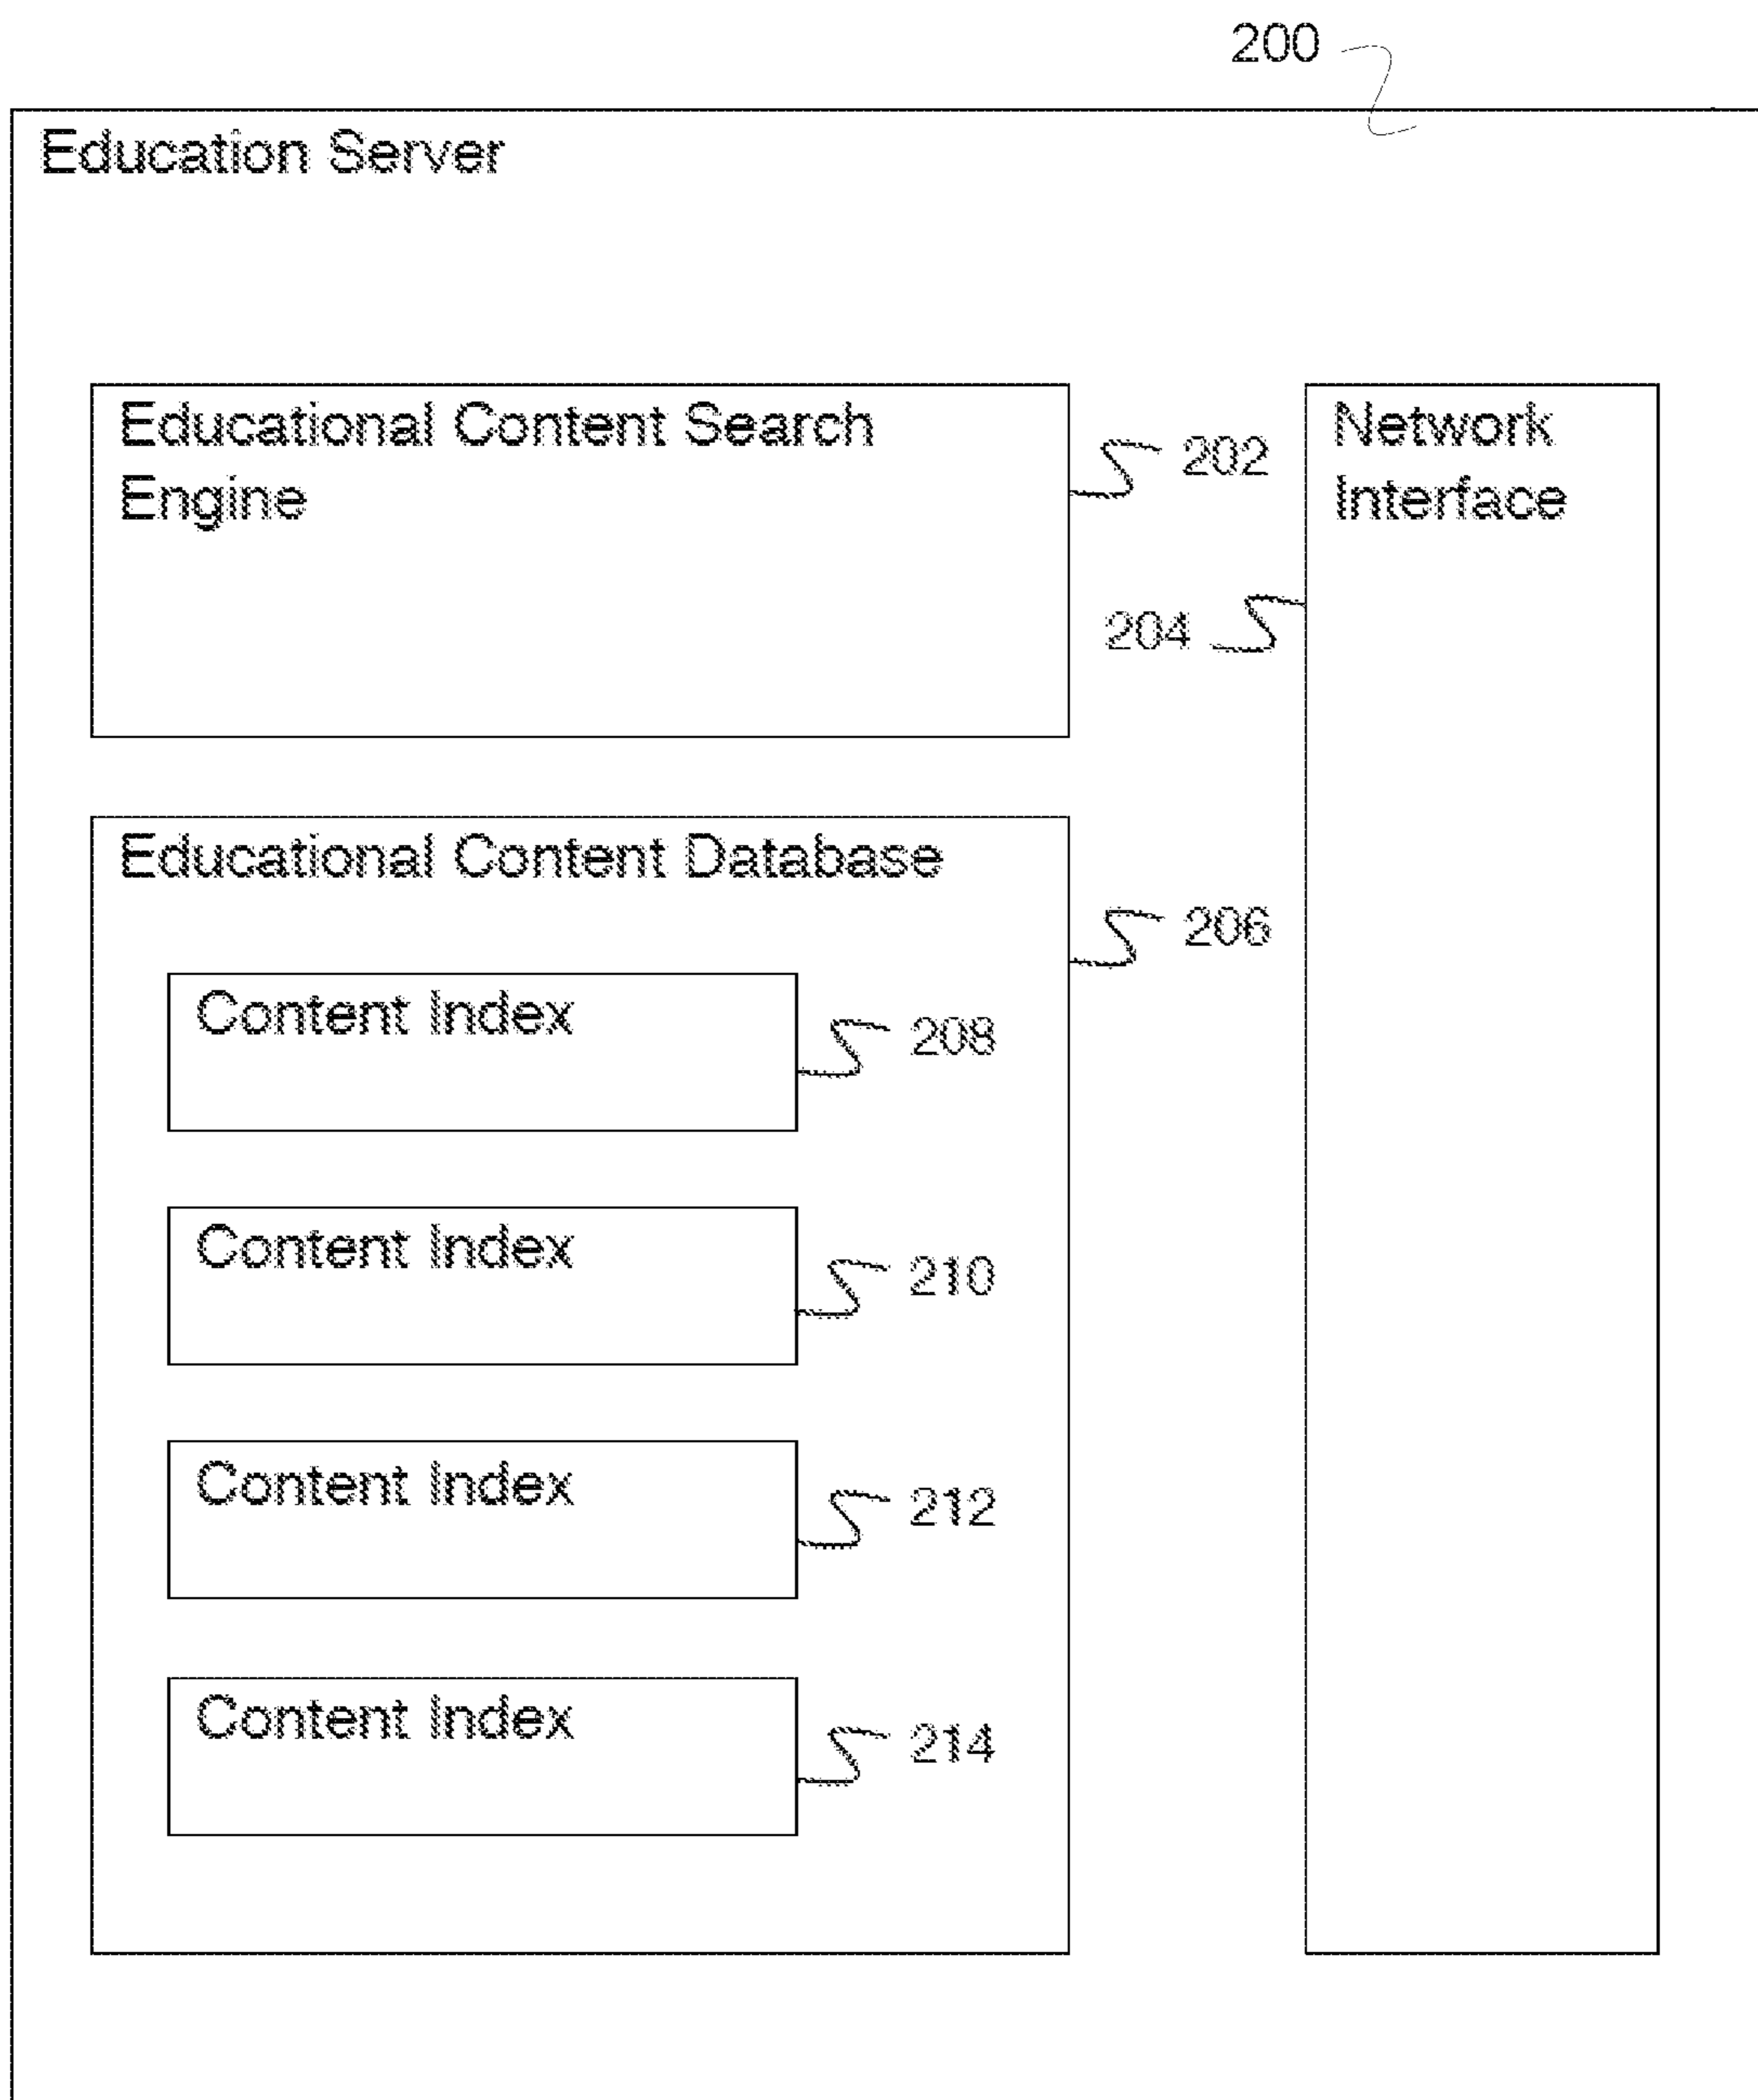 200
Education Server
Educational Content Search
Engine
202
Network
Interface
204
Educational Content Database
206
Content Index
208
Content Index
210
Content Index
212
Content Index
214